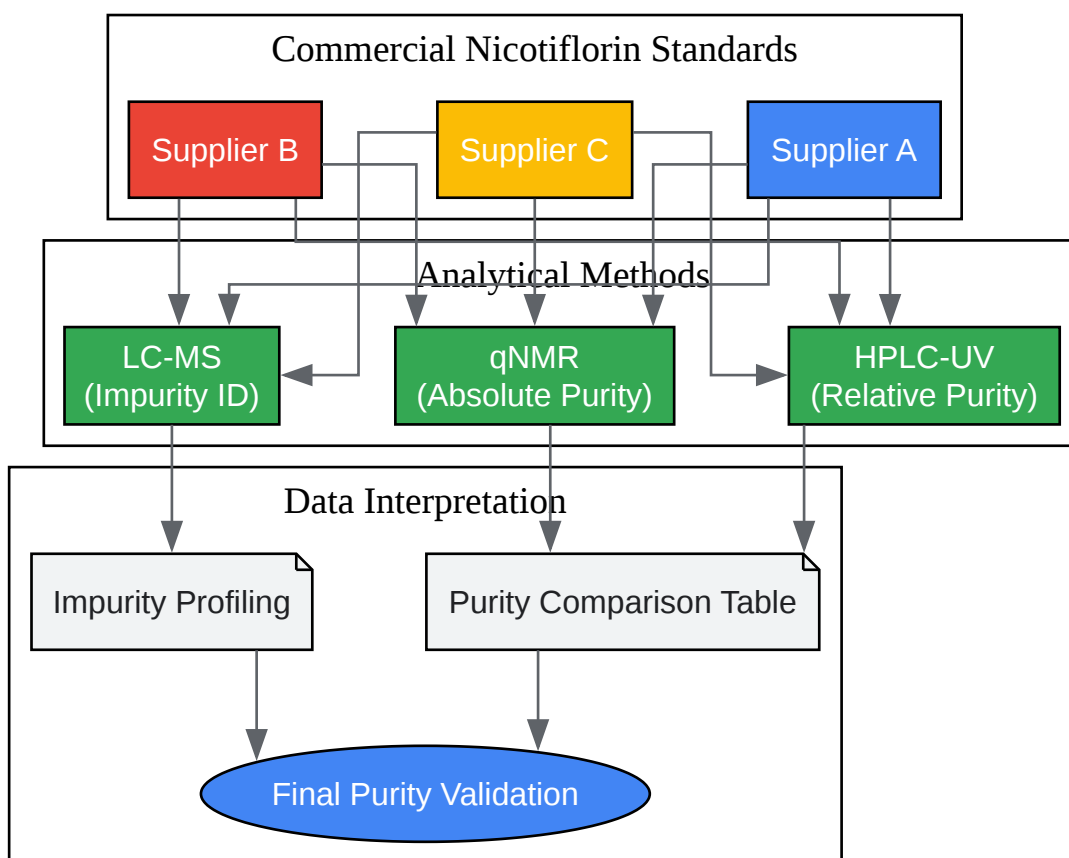 Commercial Nicotiflorin Standards
Supplier B
Supplier C
Supplier A
Analytical Methods
LC-MS
(Impurity ID)
qNMR
(Absolute Purity)
HPLC-UV
(Relative Purity)
Data Interpretation
Impurity Profiling
Purity Comparison Table
Final Purity Validation